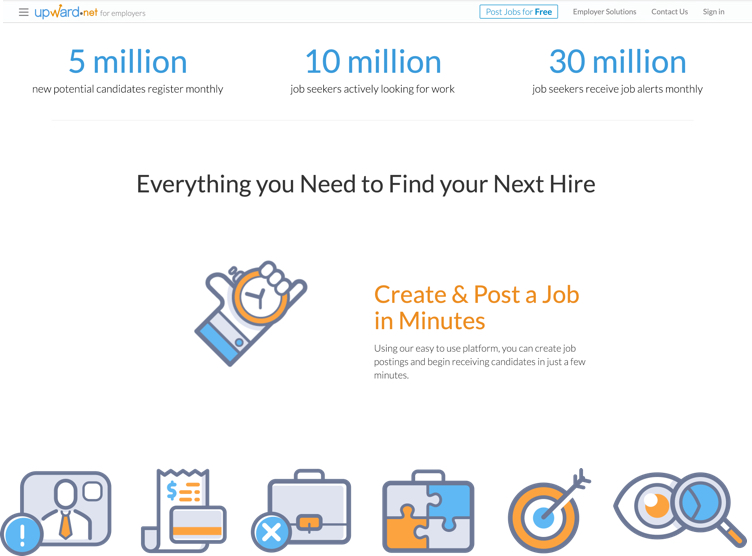 upward.net for employers
Post Jobs for Free
Employer Solutions
Contact Us
Sign in
5 million
10 million
30 million
new potential candidates register monthly
job seekers actively looking for work
job seekers receive job alerts monthly
Everything you Need to Find your Next Hire
Create & Post a Job
in Minutes
Using our easy to use platform, you can create job
postings and begin receiving candidates in just a few
minutes.
!
$